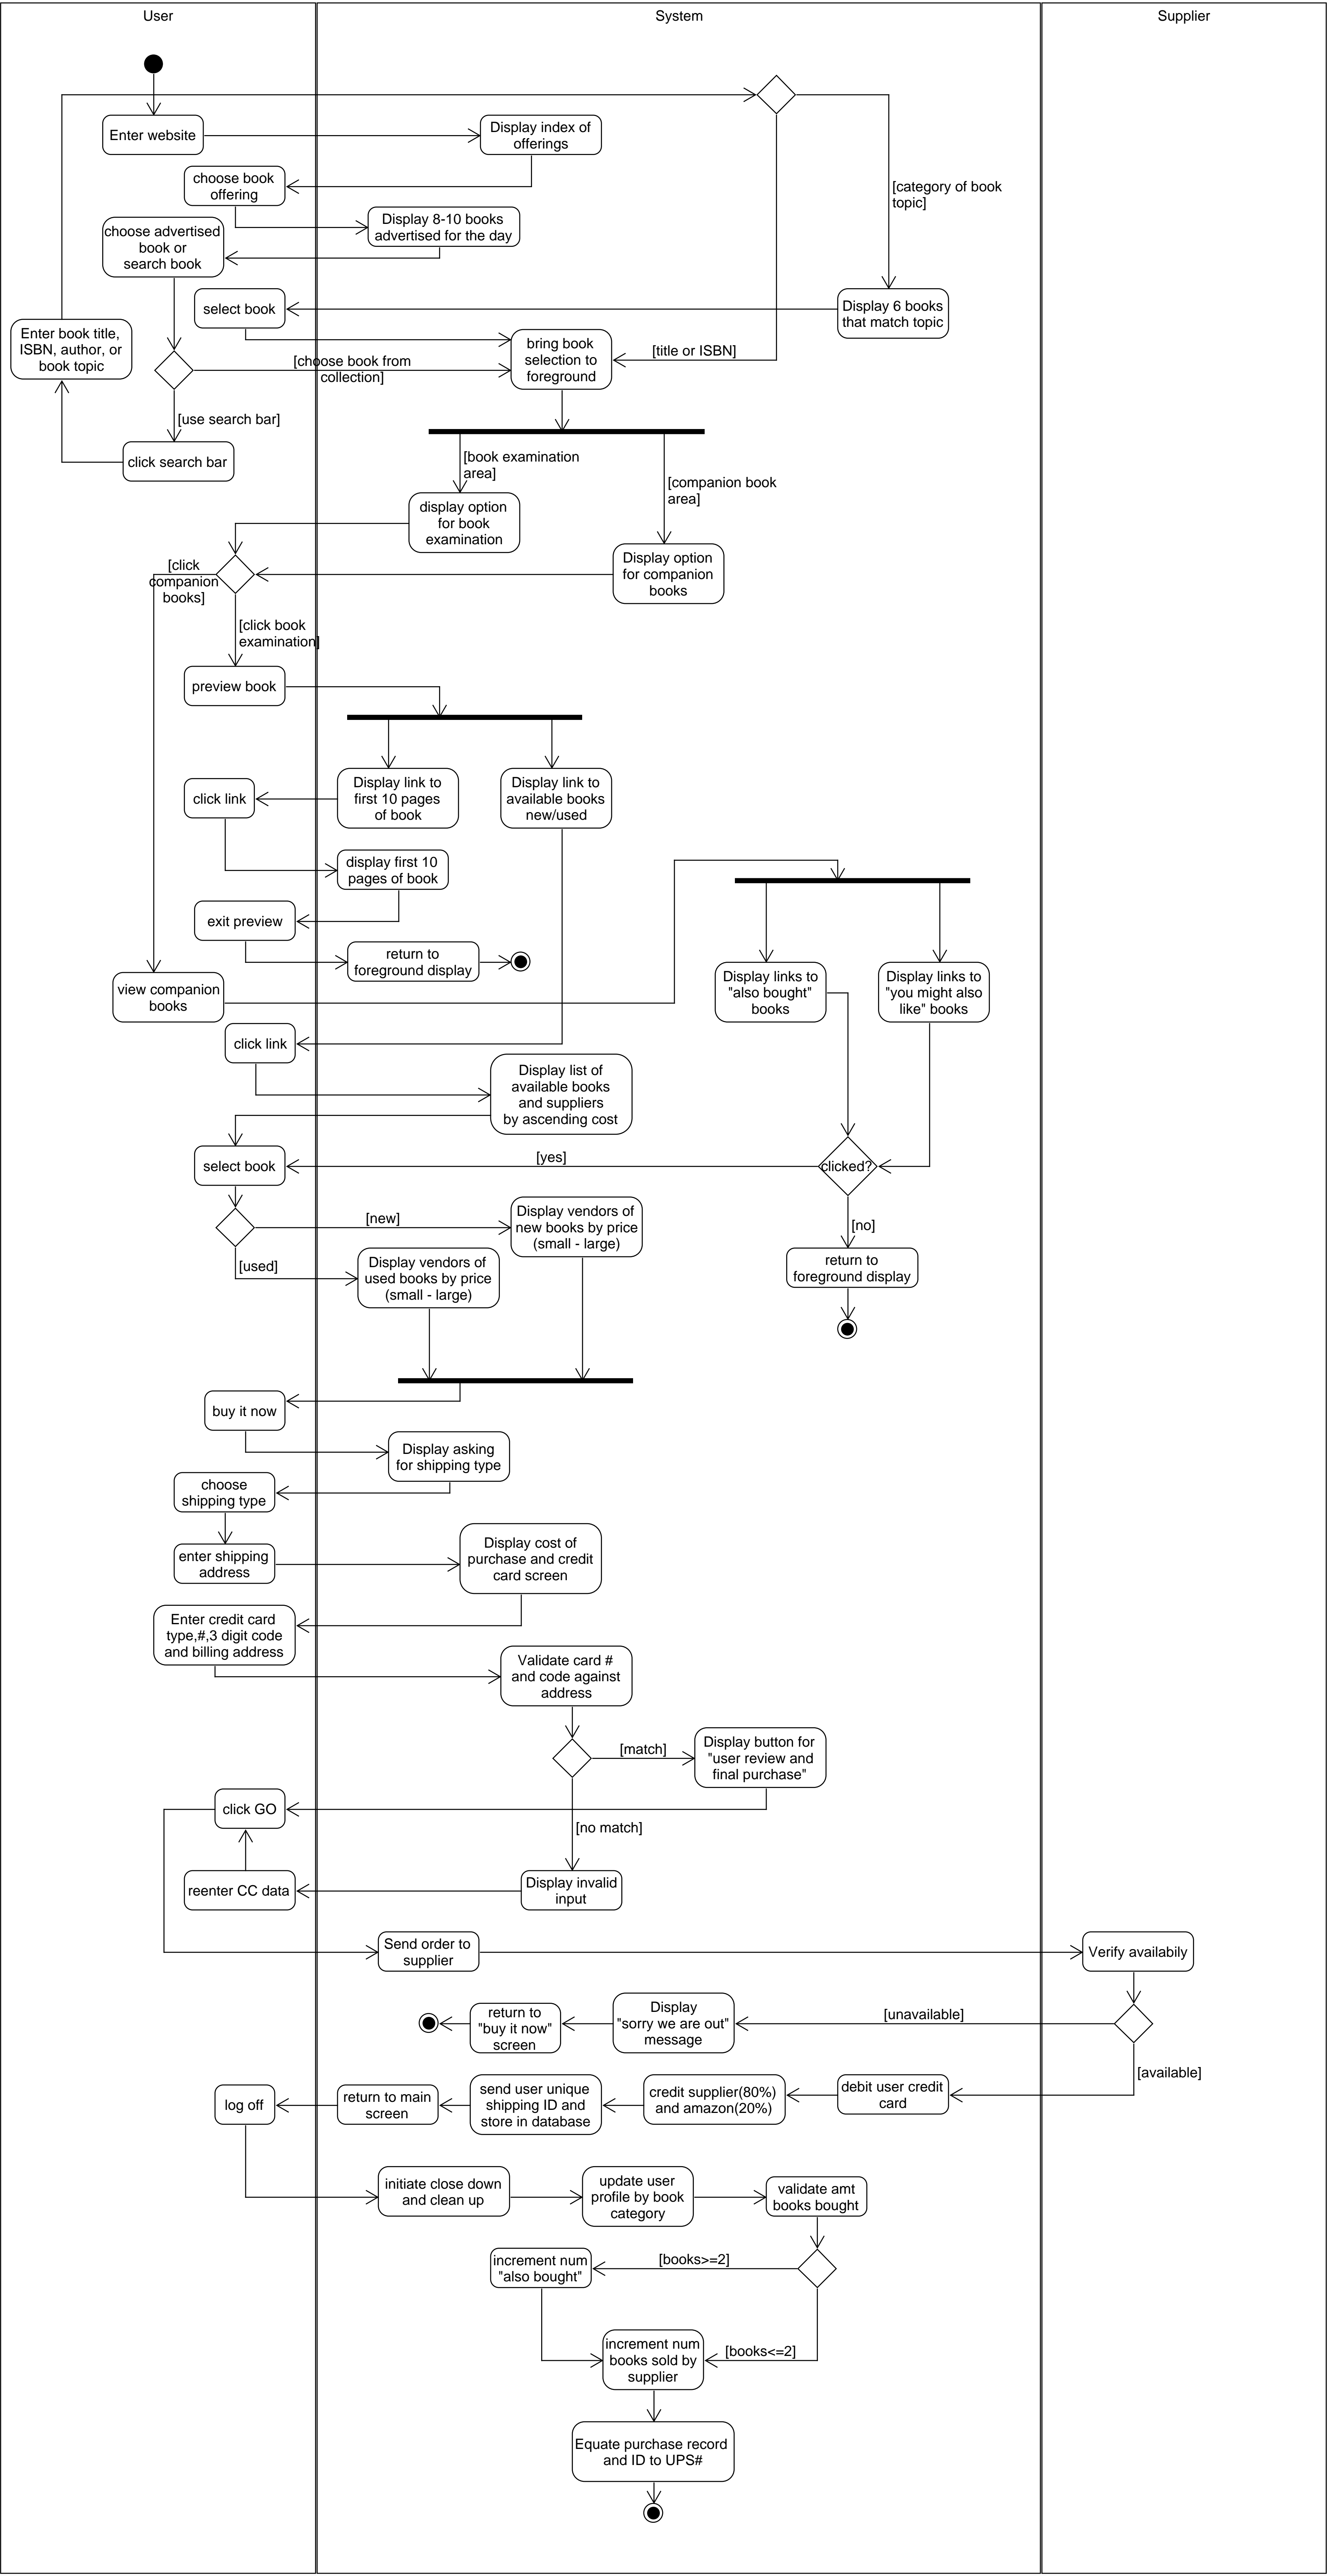 User
System
Supplier
Enter website
Display index of
offerings
choose book
offering
[category of book
topic]
Display 8-10 books
advertised for the day
choose advertised
book or
search book
select book
Display 6 books
that match topic
Enter book title,
ISBN, author, or
book topic
bring book
selection to
foreground
[title or ISBN]
[choose book from
collection]
[use search bar]
click search bar
[book examination
area]
[companion book
area]
display option
for book
examination
Display option
for companion
books
[click
companion
books]
[click book
examination]
preview book
click link
Display link to
first 10 pages
of book
Display link to
available books
new/used
display first 10
pages of book
exit preview
return to
foreground display
view companion
books
Display links to
"also bought"
books
Display links to
"you might also
like" books
click link
Display list of
available books
and suppliers
by ascending cost
select book
[yes]
clicked?
[new]
Display vendors of
new books by price
(small - large)
[no]
[used]
Display vendors of
used books by price
(small - large)
return to
foreground display
buy it now
Display asking
for shipping type
choose
shipping type
enter shipping
address
Display cost of
purchase and credit
card screen
Enter credit card
type,#,3 digit code
and billing address
Validate card #
and code against
address
[match]
Display button for
"user review and
final purchase"
click GO
[no match]
reenter CC data
Display invalid
input
Send order to
supplier
Verify availabily
return to
"buy it now"
screen
Display
"sorry we are out"
message
[unavailable]
[available]
log off
return to main
screen
send user unique
shipping ID and
store in database
credit supplier(80%)
and amazon(20%)
debit user credit
card
initiate close down
and clean up
update user
profile by book
category
validate amt
books bought
increment num
"also bought"
[books>=2]
increment num
books sold by
supplier
[books<=2]
Equate purchase record
and ID to UPS#